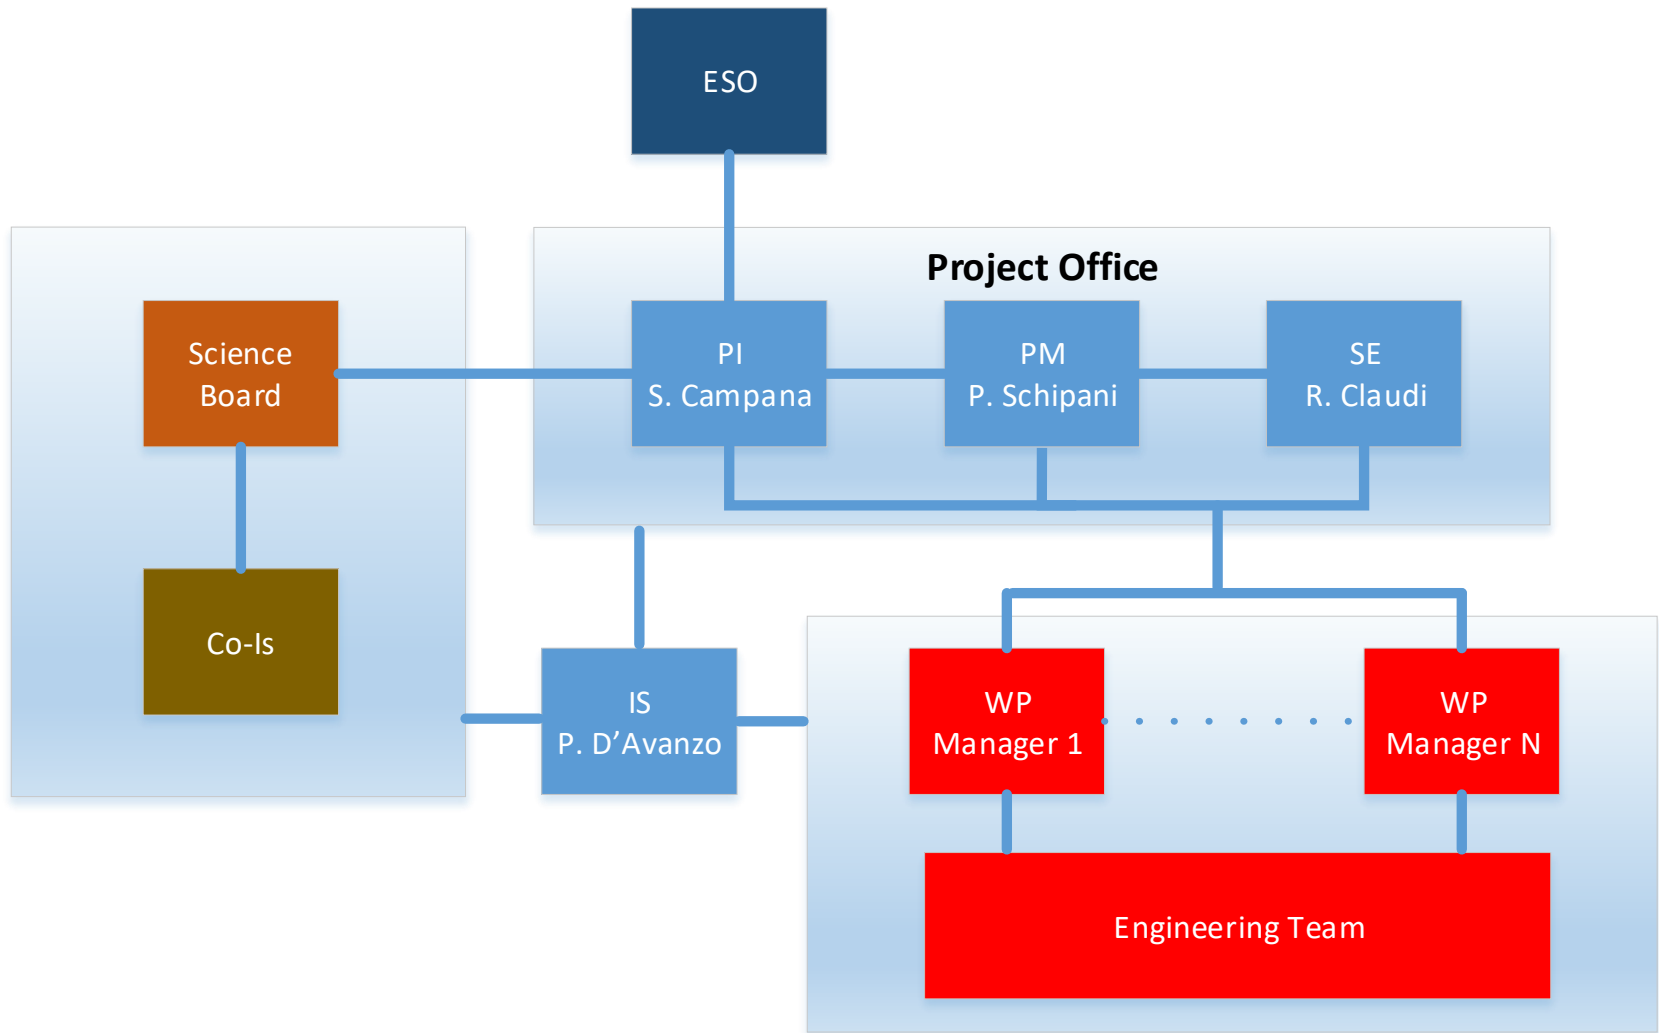 ESO
Project Office
Science
Board
PI
S. Campana
PM
P. Schipani
SE
R. Claudi
Co-Is
IS
P. D’Avanzo
WP
Manager 1
WP
Manager N
Engineering Team